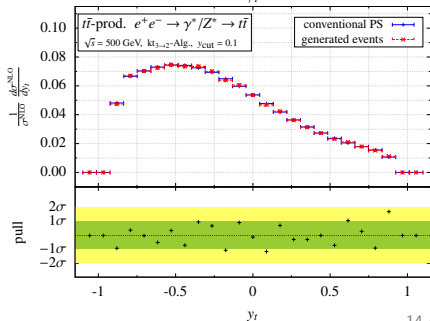 y_t
tt̄-prod. e⁺e⁻ → γ*/Z* → tt̄
√s = 500 GeV, kt₃→₂-Alg., y_cut = 0.1
conventional PS
generated events
1/σ^NLO dσ^NLO/dy_t
0.08
0.06
0.04
0.02
0.00
pull
2σ
1σ
−1σ
−2σ
-1 -0.5 0 0.5 1
y_t
14